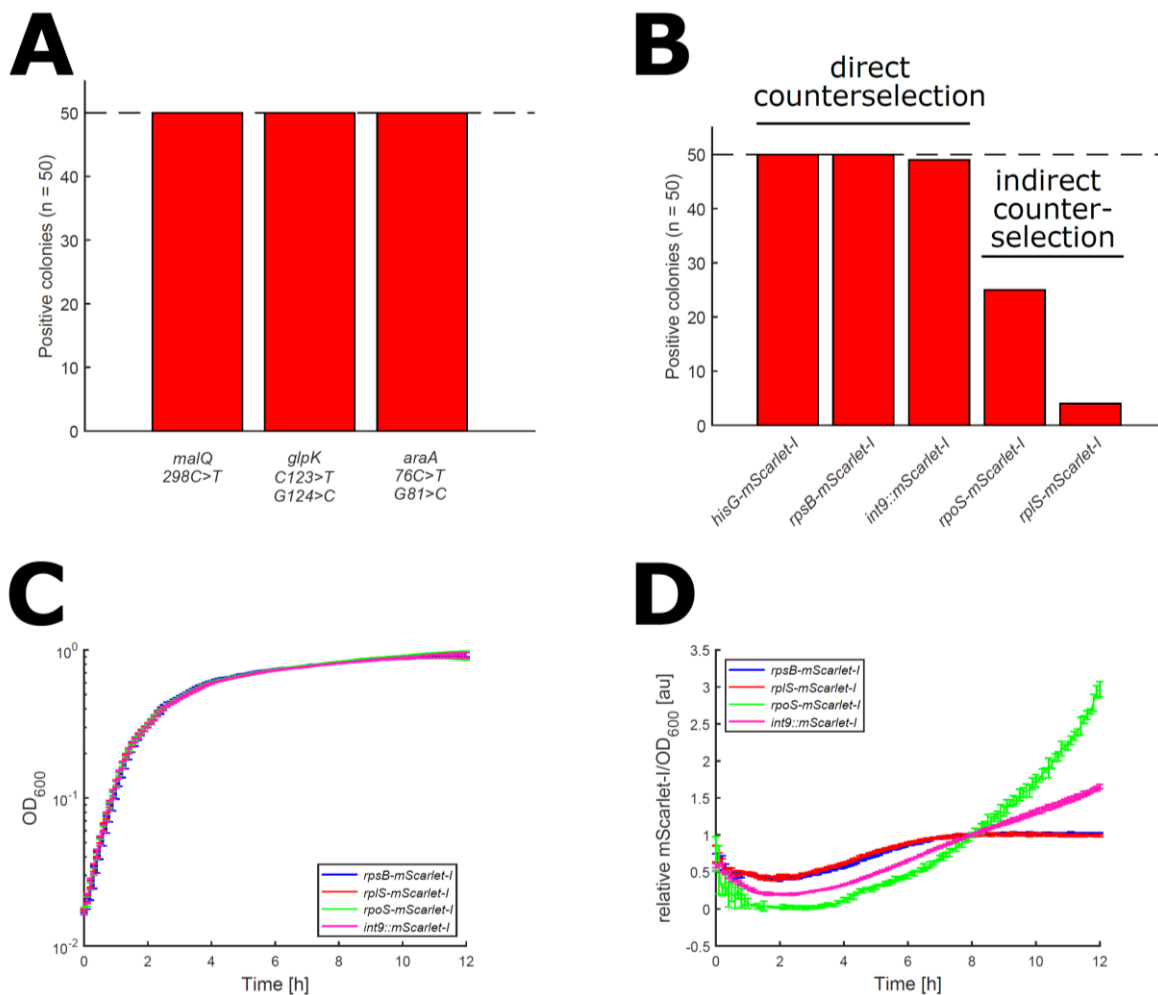 A
Positive colonies (n = 50)
50
40
30
20
10
0
malQ
298C>T
glpK
C123>T
G124>C
araA
76C>T
G81>C
B
direct
counterselection
indirect
counter-
selection
Positive colonies (n = 50)
50
40
30
20
10
0
hisG-mScarlet-I
rpsB-mScarlet-I
int9::mScarlet-I
rpoS-mScarlet-I
rplS-mScarlet-I
C
OD600
10^0
10^-1
10^-2
rpsB-mScarlet-I
rplS-mScarlet-I
rpoS-mScarlet-I
int9::mScarlet-I
0 2 4 6 8 10 12
Time [h]
D
relative mScarlet-I/OD600 [au]
3.5
3
2.5
2
1.5
1
0.5
0
-0.5
rpsB-mScarlet-I
rplS-mScarlet-I
rpoS-mScarlet-I
int9::mScarlet-I
0 2 4 6 8 10 12
Time [h]